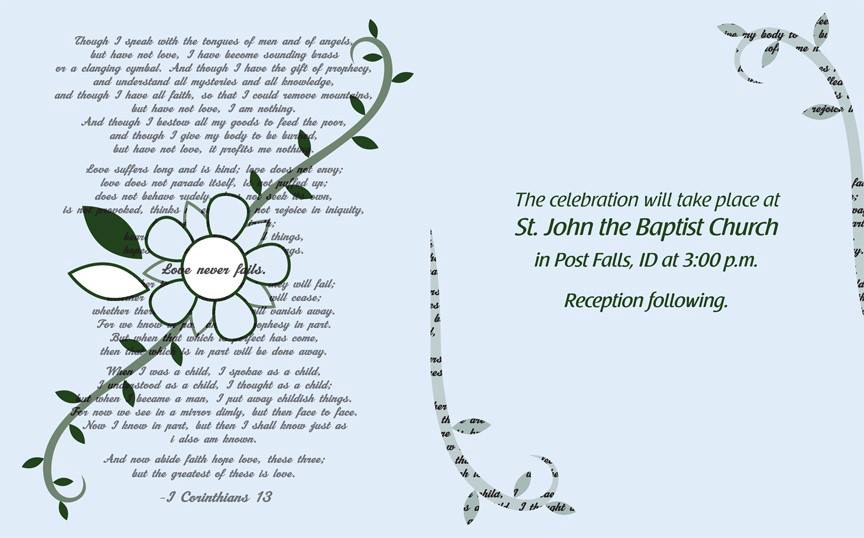 Though I speak with the tongues of men and of angels,
but have not love, I have become sounding brass
or a clanging cymbal. And though I have the gift of prophecy,
and understand all mysteries and all knowledge,
and though I have all faith, so that I could remove mountains,
but have not love, I am nothing.
And though I bestow all my goods to feed the poor,
and though I give my body to be burned,
but have not love, it profits me nothing.
Love suffers long and is kind; love does not envy;
love does not parade itself, is not puffed up;
does not behave rudely not seek its own,
is not provoked, thinks not rejoice in iniquity,
things,
Love never fails.
they will fail;
will cease;
whether ther will vanish away.
For we know in prophesy in part.
But when that which is perfect has come,
then that which is in part will be done away.
When I was a child, I spokae as a child,
I understood as a child, I thought as a child;
but when I became a man, I put away childish things.
For now we see in a mirror dimly, but then face to face.
Now I know in part, but then I shall know just as
i also am known.
And now abide faith hope love, these three;
but the greatest of these is love.
-I Corinthians 13
The celebration will take place at
St. John the Baptist Church
in Post Falls, ID at 3:00 p.m.
Reception following.
my body to
rejoice
child, I
I thought